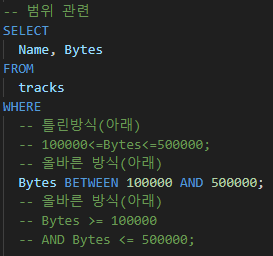 -- 범위 관련
SELECT
  Name, Bytes
FROM
  tracks
WHERE
  -- 틀린방식(아래)
  -- 100000<=Bytes<=500000;
  -- 올바른 방식(아래)
  Bytes BETWEEN 100000 AND 500000;
  -- 올바른 방식(아래)
  -- Bytes >= 100000
  -- AND Bytes <= 500000;